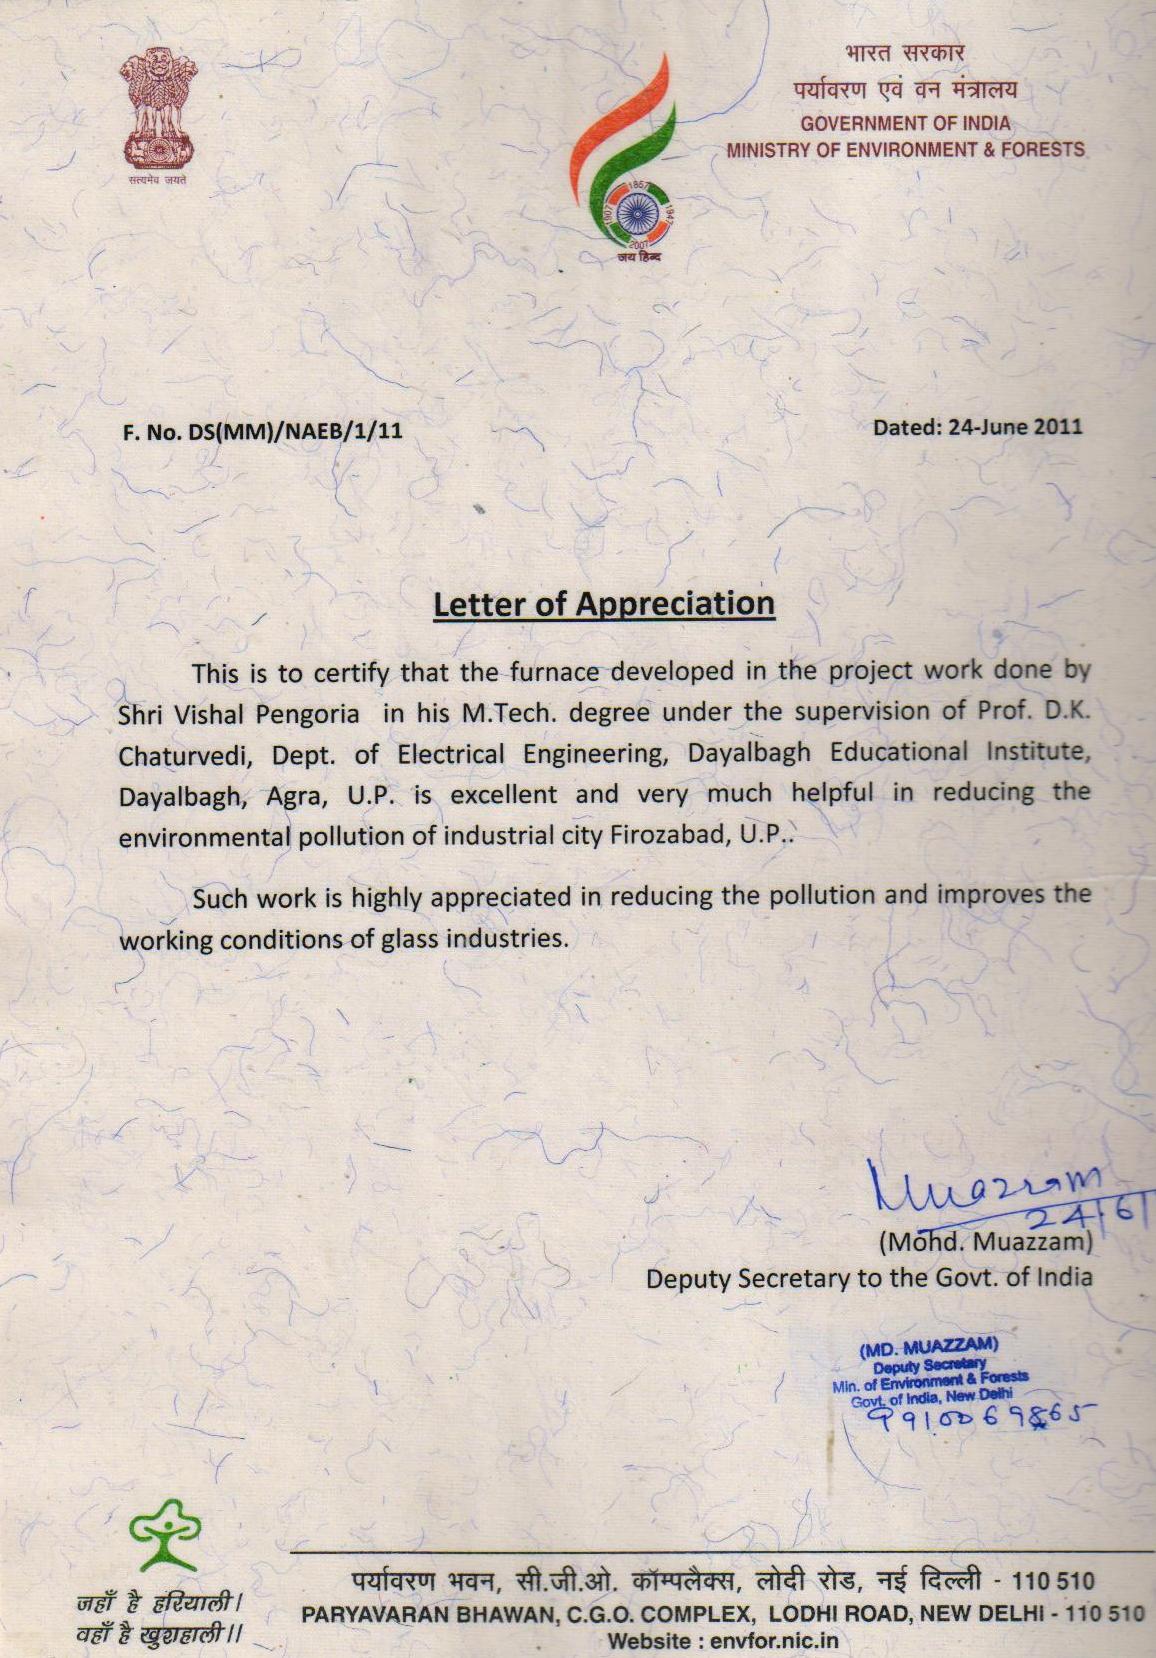 भारत सरकार
पर्यावरण एवं वन मंत्रालय
GOVERNMENT OF INDIA
MINISTRY OF ENVIRONMENT & FORESTS
सत्यमेव जयते
1857
1907
1947
2007
जय हिन्द
F. No. DS(MM)/NAEB/1/11
Dated: 24-June 2011
Letter of Appreciation
This is to certify that the furnace developed in the project work done by
Shri Vishal Pengoria in his M.Tech. degree under the supervision of Prof. D.K.
Chaturvedi, Dept. of Electrical Engineering, Dayalbagh Educational Institute,
Dayalbagh, Agra, U.P. is excellent and very much helpful in reducing the
environmental pollution of industrial city Firozabad, U.P..
Such work is highly appreciated in reducing the pollution and improves the
working conditions of glass industries.
Muazzam
24/6/
(Mohd. Muazzam)
Deputy Secretary to the Govt. of India
(MD. MUAZZAM)
Deputy Secretary
Min. of Environment & Forests
Govt. of India, New Delhi
9910069865
जहाँ है हरियाली।
वहाँ है खुशहाली।।
पर्यावरण भवन, सी.जी.ओ. कॉम्पलैक्स, लोदी रोड, नई दिल्ली - 110 510
PARYAVARAN BHAWAN, C.G.O. COMPLEX, LODHI ROAD, NEW DELHI - 110 510
Website : envfor.nic.in